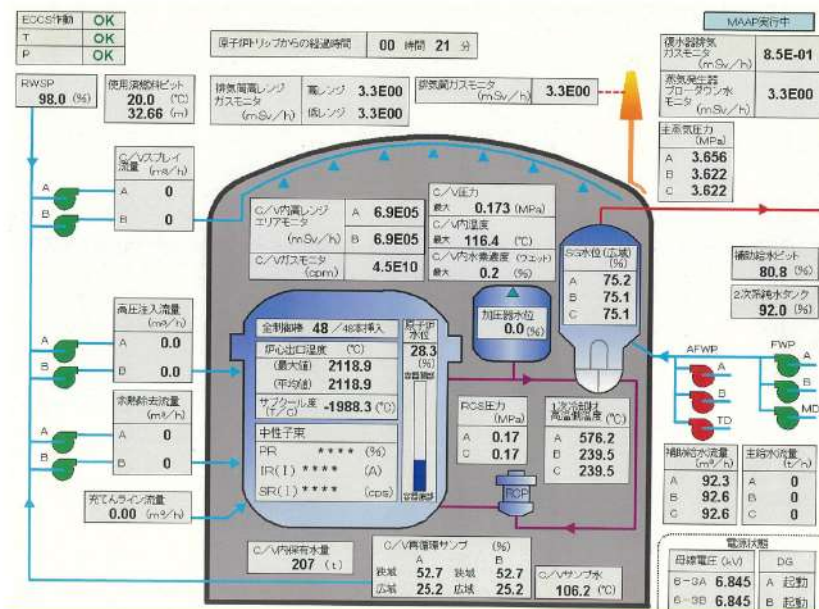 ECCS作動 OK
T OK
P OK
原子炉トリップからの経過時間 00 時間 21 分
MAAP実行中
RWSP
98.0 (%)
使用済燃料ピット
20.0 (℃)
32.66 (m)
排気筒高レンジ
ガスモニタ
(mSv/h)
高レンジ 3.3E00
低レンジ 3.3E00
排気筒ガスモニタ
(mSv/h) 3.3E00
復水器排気
ガスモニタ
(mSv/h) 8.5E-01
蒸気発生器
ブローダウン水
モニタ
(mSv/h) 3.3E00
主蒸気圧力
(MPa)
A 3.656
B 3.622
C 3.622
C/Vスプレイ
流量 (m3/h)
A 0
B 0
A
B
C/V内高レンジ
エリアモニタ
(mSv/h)
A 6.9E05
B 6.9E05
C/Vガスモニタ
(cpm) 4.5E10
C/V圧力
最大 0.173 (MPa)
C/V内温度
最大 116.4 (℃)
C/V内水素濃度 (ウエット)
最大 0.2 (%)
SG水位(広域)
(%)
A 75.2
B 75.1
C 75.1
補助給水ピット
80.8 (%)
2次系純水タンク
92.0 (%)
高圧注入流量
(m3/h)
A 0.0
B 0.0
A
B
加圧器水位
0.0 (%)
全制御棒 48 /48本挿入
炉心出口温度 (℃)
(最大値) 2118.9
(平均値) 2118.9
サブクール度
(T/C) -1988.3 (℃)
中性子束
PR **** (%)
IR(I) **** (A)
SR(I) **** (cps)
原子炉
水位
28.3
(%)
容器頂部
容器底部
AFWP
A
B
TD
FWP
A
B
MD
余熱除去流量
(m3/h)
A 0
B 0
A
B
RCS圧力
(MPa)
A 0.17
C 0.17
1次冷却材
高温側温度 (℃)
A 576.2
B 239.5
C 239.5
RCP
補助給水流量
(m3/h)
A 92.3
B 92.6
C 92.6
主給水流量
(t/h)
A 0
B 0
C 0
充てんライン流量
0.00 (m3/h)
C/V内保有水量
207 (t)
C/V再循環サンプ (%)
A B
狭域 52.7 狭域 52.7
広域 25.2 広域 25.2
C/Vサンプ水
106.2 (℃)
電源状態
母線電圧 (kV) DG
6-3A 6.845 A 起動
6-3B 6.845 B 起動